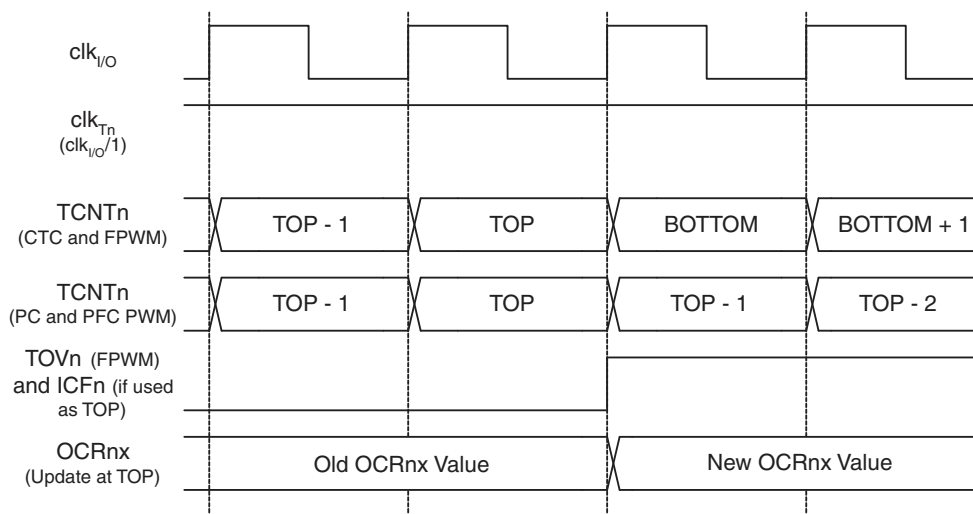 clkI/O
clkTn
(clkI/O/1)
TCNTn
(CTC and FPWM)
TOP - 1
TOP
BOTTOM
BOTTOM + 1
TCNTn
(PC and PFC PWM)
TOP - 1
TOP
TOP - 1
TOP - 2
TOVn (FPWM)
and ICFn (if used
as TOP)
OCRnx
(Update at TOP)
Old OCRnx Value
New OCRnx Value